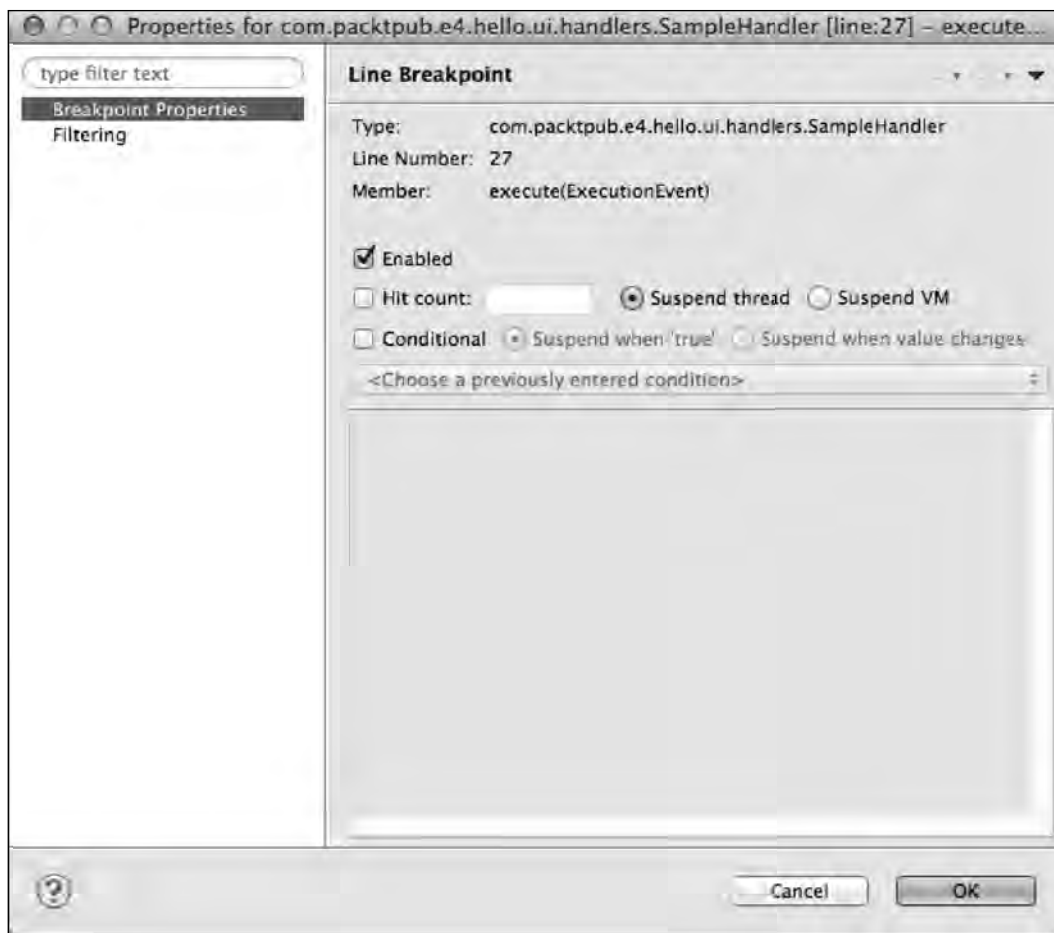 Properties for com.packtpub.e4.hello.ui.handlers.SampleHandler [line:27] – execute...
type filter text
Breakpoint Properties
Filtering
Line Breakpoint
Type: com.packtpub.e4.hello.ui.handlers.SampleHandler
Line Number: 27
Member: execute(ExecutionEvent)
Enabled
Hit count: Suspend thread Suspend VM
Conditional Suspend when 'true' Suspend when value changes
<Choose a previously entered condition>
?
Cancel OK